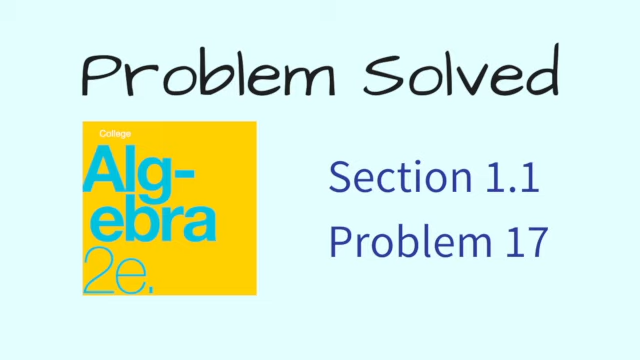 Problem Solved
College
Alg-
ebra
2e.
Section 1.1
Problem 17